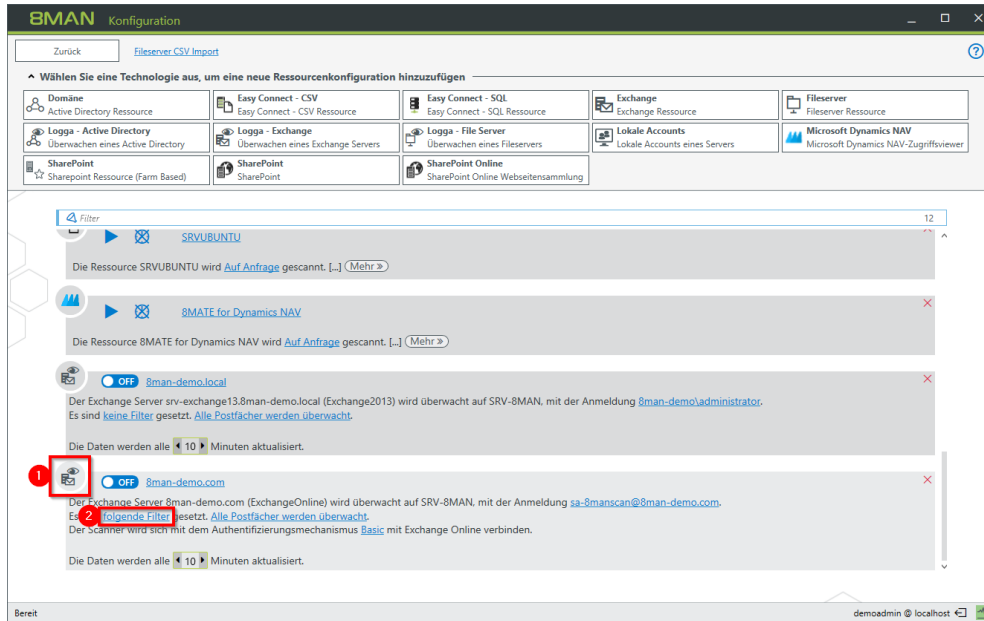 8MAN Konfiguration
Zurück Fileserver CSV Import
Wählen Sie eine Technologie aus, um eine neue Ressourcenkonfiguration hinzuzufügen
Domäne
Active Directory Ressource
Easy Connect - CSV
Easy Connect - CSV Ressource
Easy Connect - SQL
Easy Connect - SQL Ressource
Exchange
Exchange Ressource
Fileserver
Fileserver Ressource
Logga - Active Directory
Überwachen eines Active Directory
Logga - Exchange
Überwachen eines Exchange Servers
Logga - File Server
Überwachen eines Fileservers
Lokale Accounts
Lokale Accounts eines Servers
Microsoft Dynamics NAV
Microsoft Dynamics NAV-Zugriffsviewer
SharePoint
Sharepoint Ressource (Farm Based)
SharePoint
SharePoint
SharePoint Online
SharePoint Online Webseitensammlung
Filter 12
SRVUBUNTU
Die Ressource SRVUBUNTU wird Auf Anfrage gescannt. [...] Mehr »
8MATE for Dynamics NAV
Die Ressource 8MATE for Dynamics NAV wird Auf Anfrage gescannt. [...] Mehr »
OFF 8man-demo.local
Der Exchange Server srv-exchange13.8man-demo.local (Exchange2013) wird überwacht auf SRV-8MAN, mit der Anmeldung 8man-demo\administrator.
Es sind keine Filter gesetzt. Alle Postfächer werden überwacht.
Die Daten werden alle 10 Minuten aktualisiert.
1
OFF 8man-demo.com
Der Exchange Server 8man-demo.com (ExchangeOnline) wird überwacht auf SRV-8MAN, mit der Anmeldung sa-8manscan@8man-demo.com.
Es 2 folgende Filter gesetzt. Alle Postfächer werden überwacht.
Der Scanner wird sich mit dem Authentifizierungsmechanismus Basic mit Exchange Online verbinden.
Die Daten werden alle 10 Minuten aktualisiert.
Bereit demoadmin @ localhost